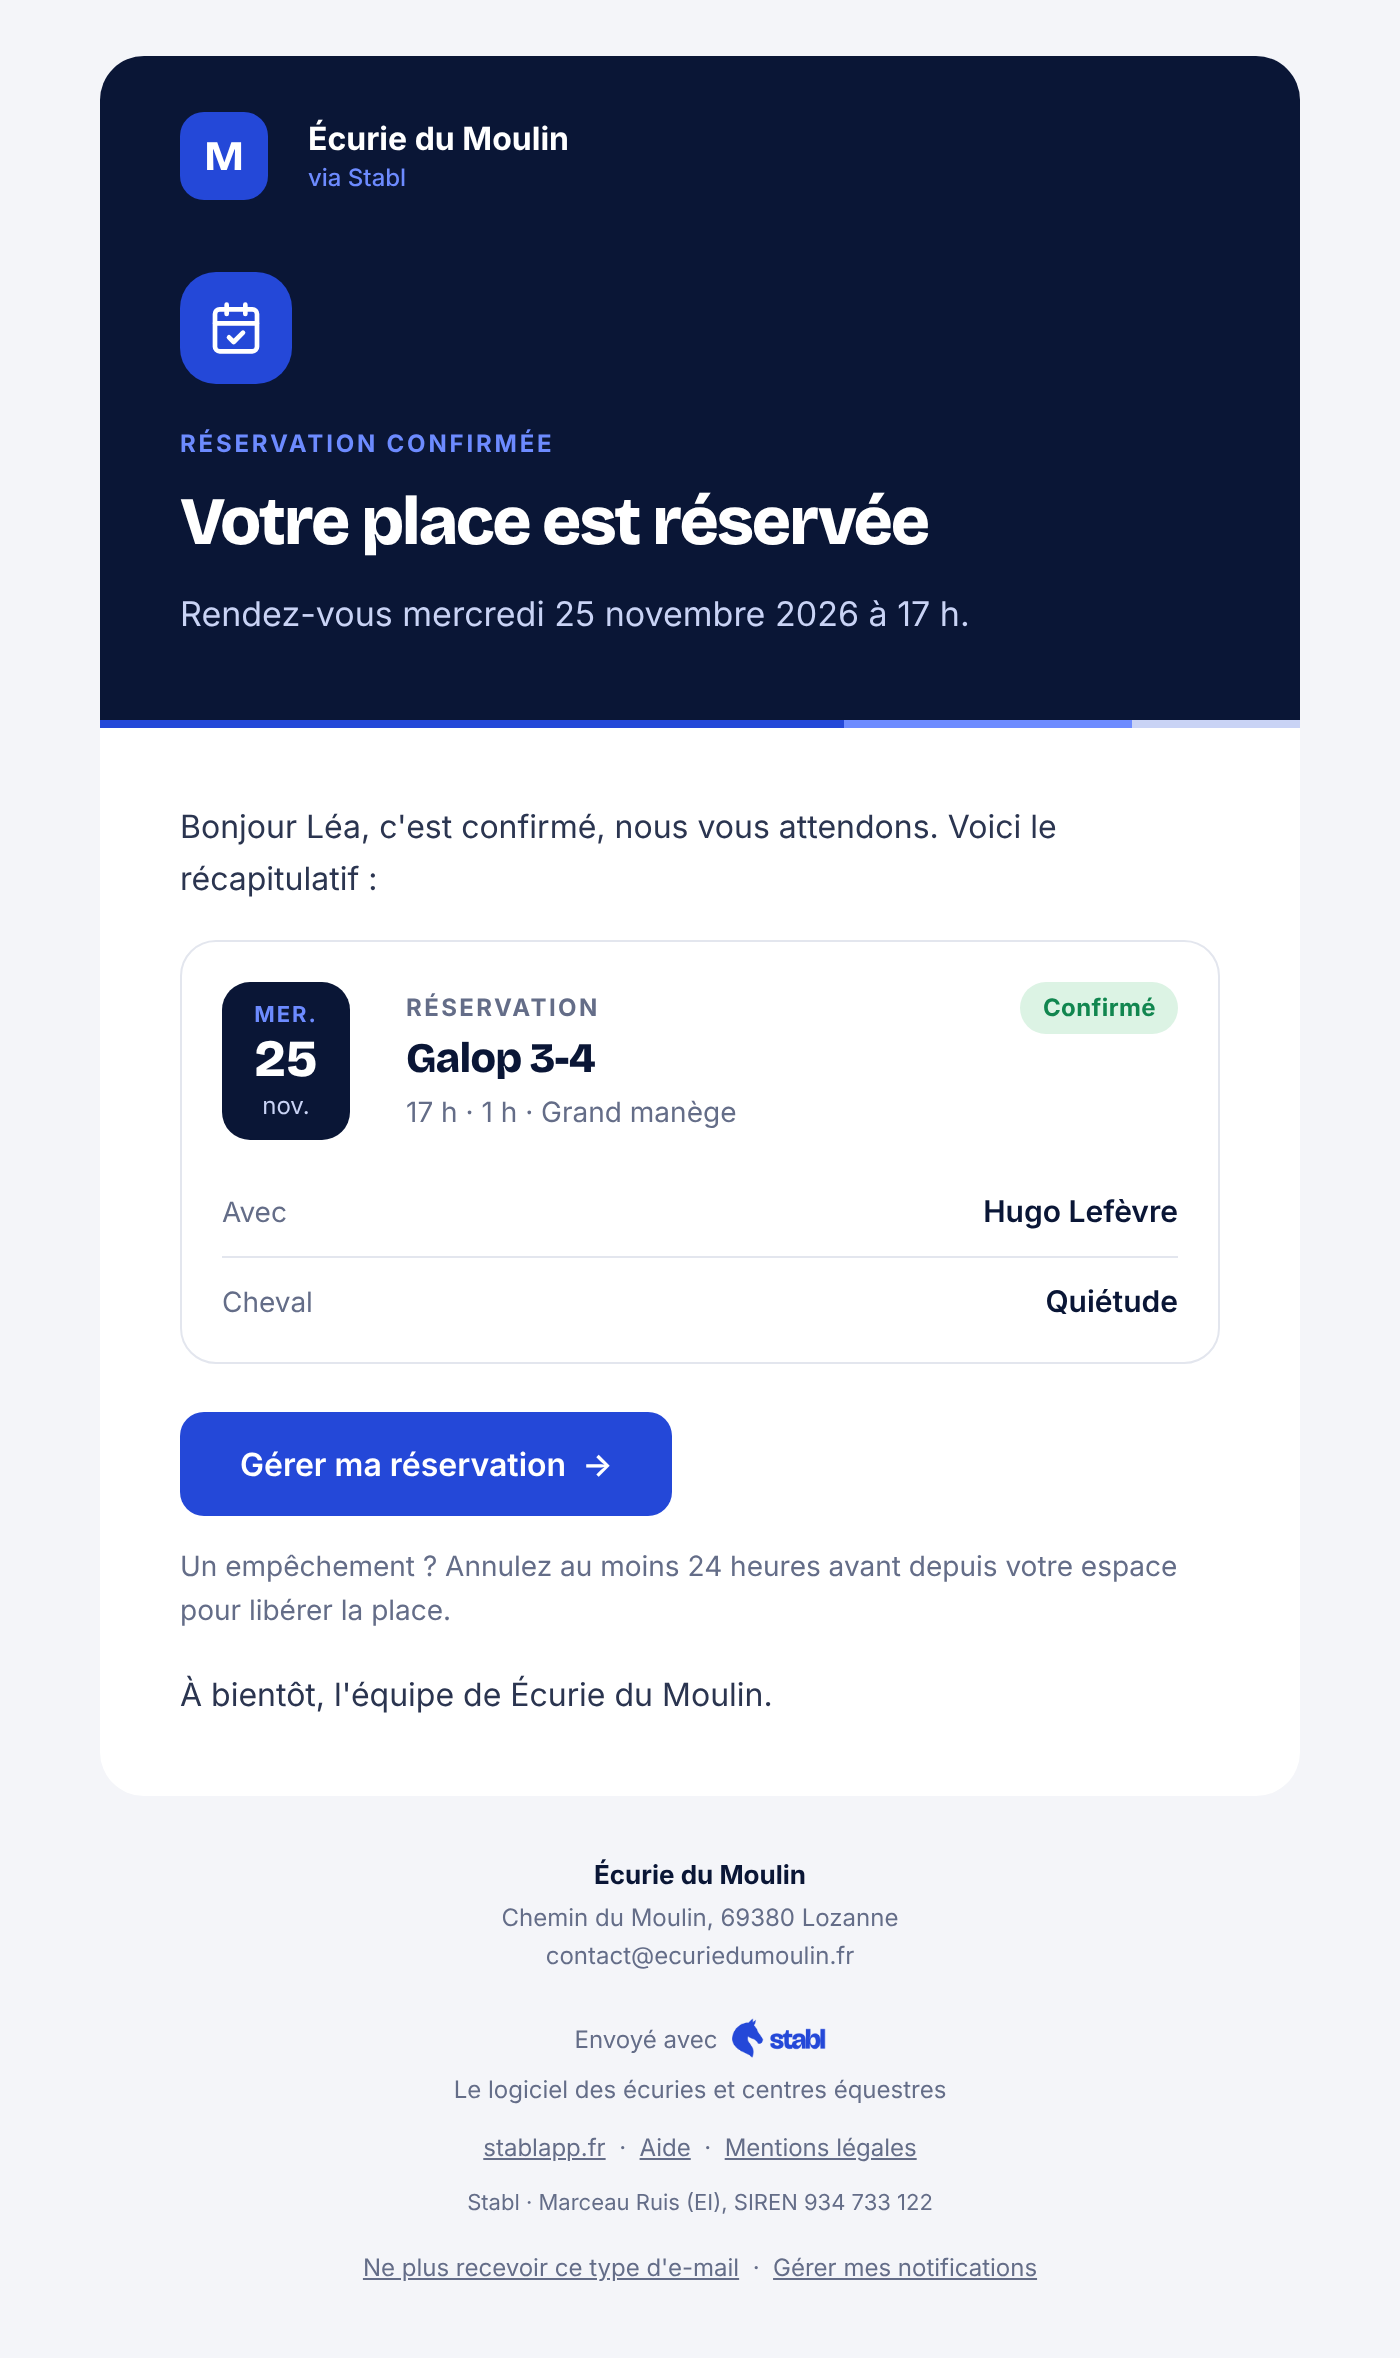 M
Écurie du Moulin
via Stabl
RÉSERVATION CONFIRMÉE
Votre place est réservée
Rendez-vous mercredi 25 novembre 2026 à 17 h.
Bonjour Léa, c'est confirmé, nous vous attendons. Voici le
récapitulatif :
MER.
25
nov.
RÉSERVATION
Galop 3-4
17 h · 1 h · Grand manège
Confirmé
Avec Hugo Lefèvre
Cheval Quiétude
Gérer ma réservation →
Un empêchement ? Annulez au moins 24 heures avant depuis votre espace
pour libérer la place.
À bientôt, l'équipe de Écurie du Moulin.
Écurie du Moulin
Chemin du Moulin, 69380 Lozanne
contact@ecuriedumoulin.fr
Envoyé avec stabl
Le logiciel des écuries et centres équestres
stablapp.fr · Aide · Mentions légales
Stabl · Marceau Ruis (EI), SIREN 934 733 122
Ne plus recevoir ce type d'e-mail · Gérer mes notifications